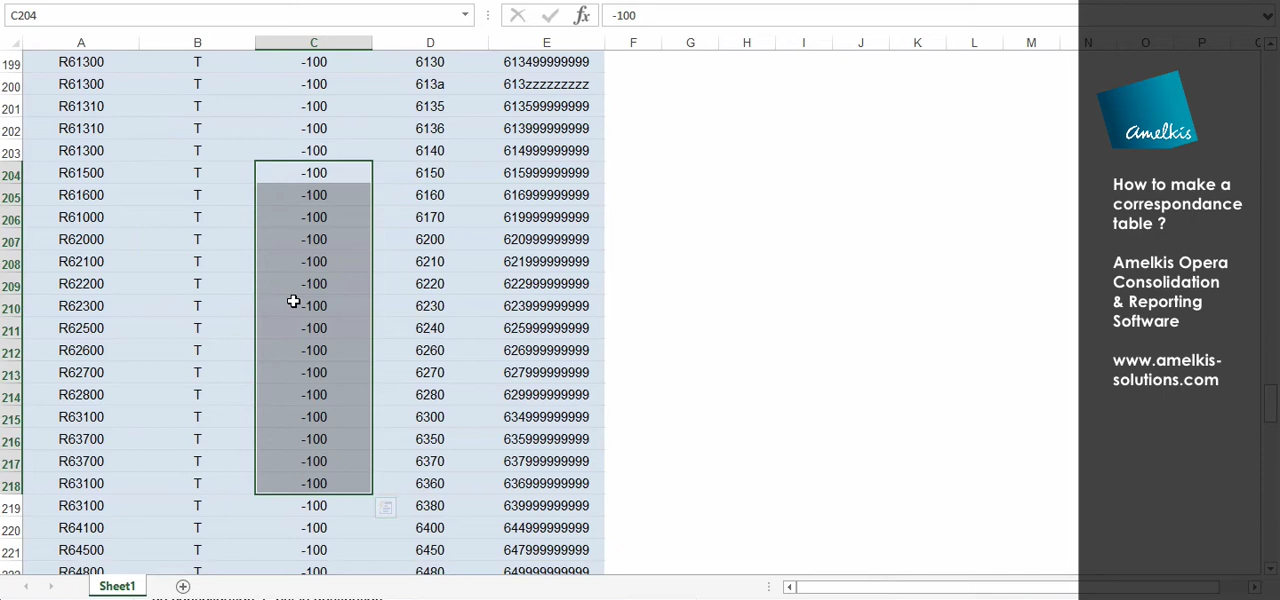 C204 fx -100
A B C D E F G H I J K L M N O P
199 R61300 T -100 6130 613499999999
200 R61300 T -100 613a 613zzzzzzzzz
201 R61310 T -100 6135 613599999999
202 R61310 T -100 6136 613999999999
203 R61300 T -100 6140 614999999999
204 R61500 T -100 6150 615999999999
205 R61600 T -100 6160 616999999999
206 R61000 T -100 6170 619999999999
207 R62000 T -100 6200 620999999999
208 R62100 T -100 6210 621999999999
209 R62200 T -100 6220 622999999999
210 R62300 T -100 6230 623999999999
211 R62500 T -100 6240 625999999999
212 R62600 T -100 6260 626999999999
213 R62700 T -100 6270 627999999999
214 R62800 T -100 6280 629999999999
215 R63100 T -100 6300 634999999999
216 R63700 T -100 6350 635999999999
217 R63700 T -100 6370 637999999999
218 R63100 T -100 6360 636999999999
219 R63100 T -100 6380 639999999999
220 R64100 T -100 6400 644999999999
221 R64500 T -100 6450 647999999999
R64800 T -100 6480 649999999999
Sheet1
amelkis
How to make a
correspondance
table ?
Amelkis Opera
Consolidation
& Reporting
Software
www.amelkis-
solutions.com